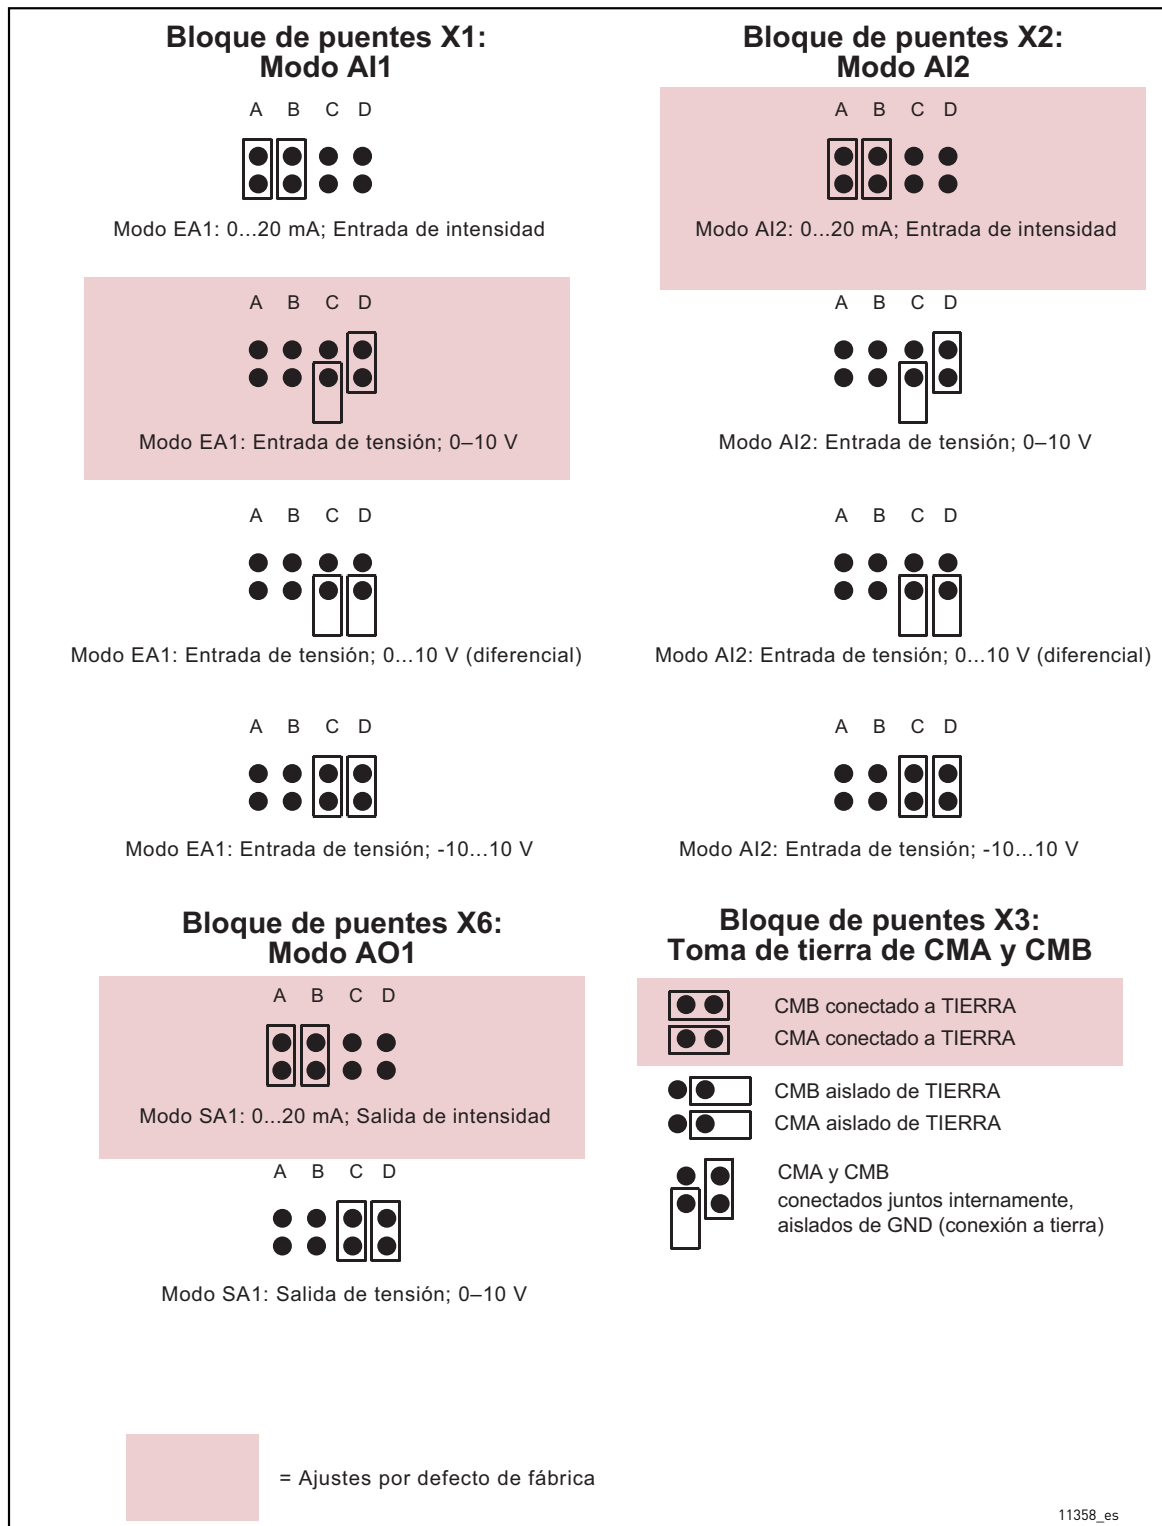 Bloque de puentes X1:
Modo AI1
A B C D
Modo EA1: 0...20 mA; Entrada de intensidad
A B C D
Modo EA1: Entrada de tensión; 0–10 V
A B C D
Modo EA1: Entrada de tensión; 0...10 V (diferencial)
A B C D
Modo EA1: Entrada de tensión; -10...10 V
Bloque de puentes X2:
Modo AI2
A B C D
Modo AI2: 0...20 mA; Entrada de intensidad
A B C D
Modo AI2: Entrada de tensión; 0–10 V
A B C D
Modo AI2: Entrada de tensión; 0...10 V (diferencial)
A B C D
Modo AI2: Entrada de tensión; -10...10 V
Bloque de puentes X6:
Modo AO1
A B C D
Modo SA1: 0...20 mA; Salida de intensidad
A B C D
Modo SA1: Salida de tensión; 0–10 V
Bloque de puentes X3:
Toma de tierra de CMA y CMB
CMB conectado a TIERRA
CMA conectado a TIERRA
CMB aislado de TIERRA
CMA aislado de TIERRA
CMA y CMB
conectados juntos internamente,
aislados de GND (conexión a tierra)
= Ajustes por defecto de fábrica
11358_es